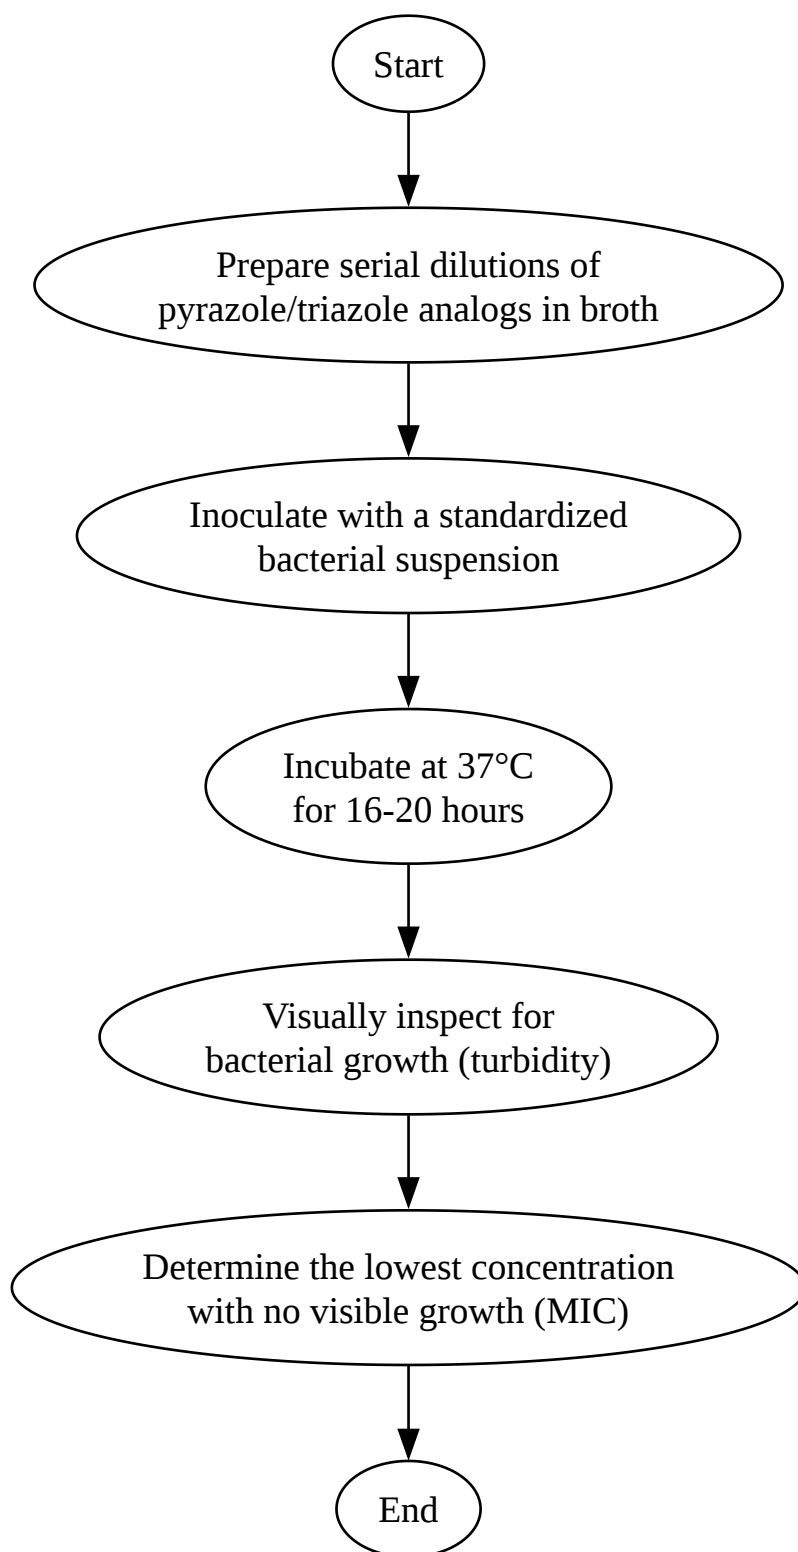 Start
Prepare serial dilutions of
pyrazole/triazole analogs in broth
Inoculate with a standardized
bacterial suspension
Incubate at 37°C
for 16-20 hours
Visually inspect for
bacterial growth (turbidity)
Determine the lowest concentration
with no visible growth (MIC)
End